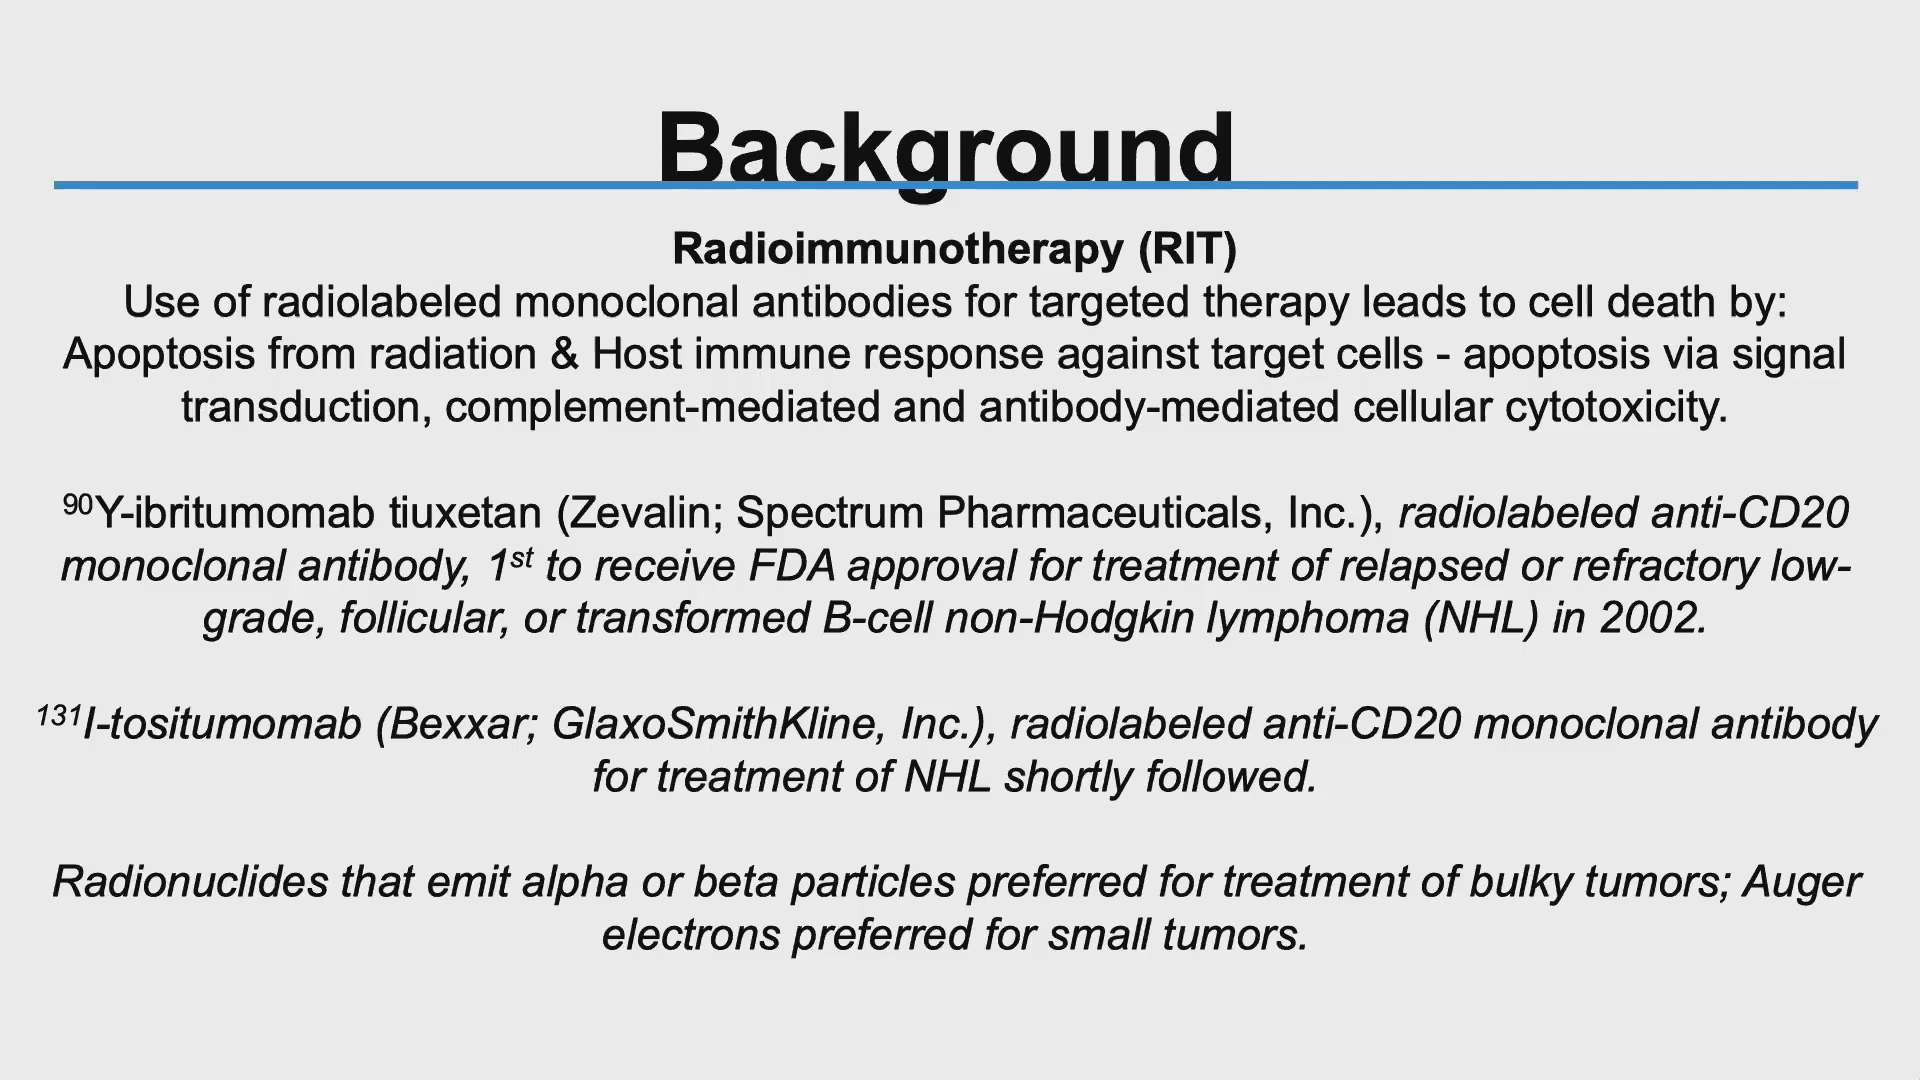 Background
Radioimmunotherapy (RIT)
Use of radiolabeled monoclonal antibodies for targeted therapy leads to cell death by:
Apoptosis from radiation & Host immune response against target cells - apoptosis via signal
transduction, complement-mediated and antibody-mediated cellular cytotoxicity.
⁹⁰Y-ibritumomab tiuxetan (Zevalin; Spectrum Pharmaceuticals, Inc.), radiolabeled anti-CD20
monoclonal antibody, 1ˢᵗ to receive FDA approval for treatment of relapsed or refractory low-
grade, follicular, or transformed B-cell non-Hodgkin lymphoma (NHL) in 2002.
¹³¹I-tositumomab (Bexxar; GlaxoSmithKline, Inc.), radiolabeled anti-CD20 monoclonal antibody
for treatment of NHL shortly followed.
Radionuclides that emit alpha or beta particles preferred for treatment of bulky tumors; Auger
electrons preferred for small tumors.